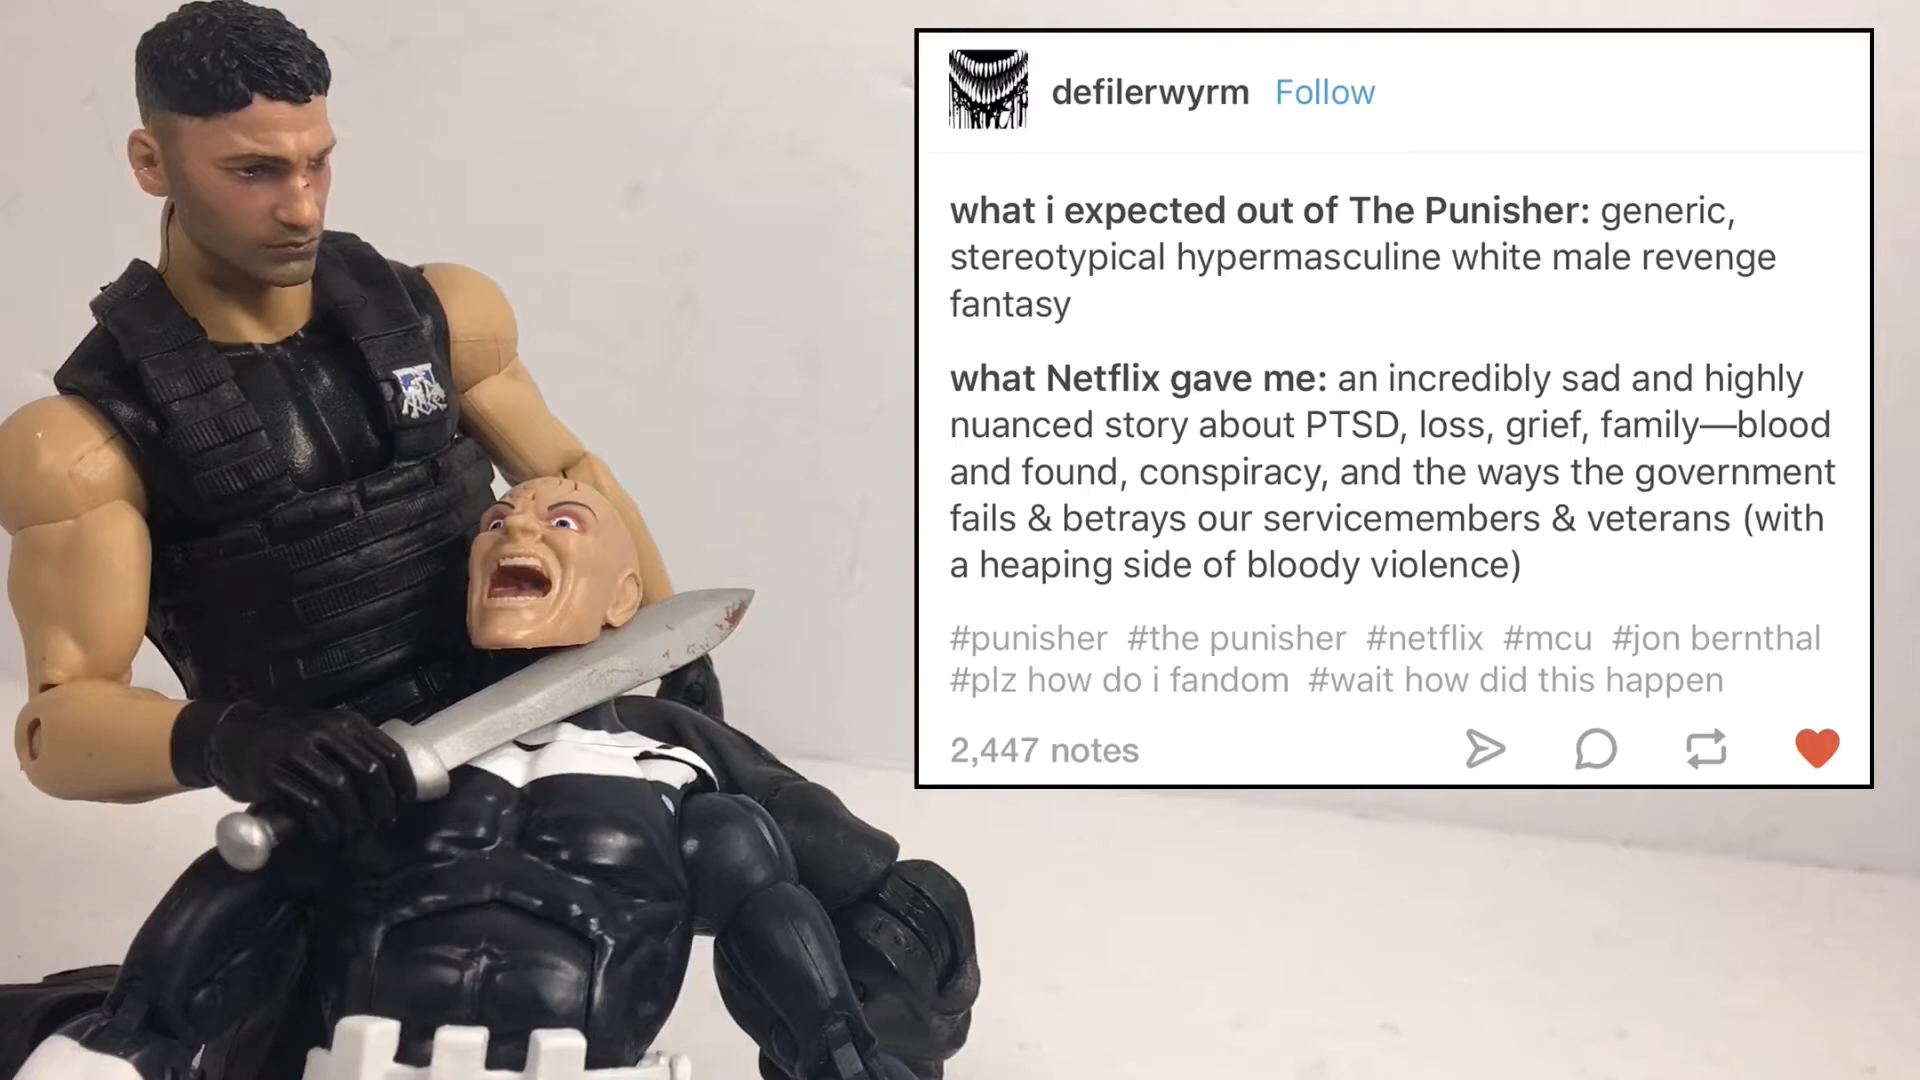 defilerwyrm Follow
what i expected out of The Punisher: generic,
stereotypical hypermasculine white male revenge
fantasy
what Netflix gave me: an incredibly sad and highly
nuanced story about PTSD, loss, grief, family—blood
and found, conspiracy, and the ways the government
fails & betrays our servicemembers & veterans (with
a heaping side of bloody violence)
#punisher #the punisher #netflix #mcu #jon bernthal
#plz how do i fandom #wait how did this happen
2,447 notes